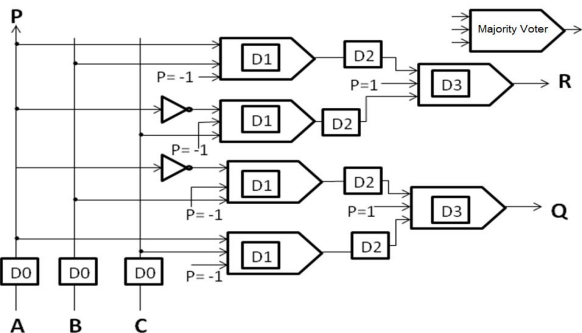 P
Majority Voter
D1
D2
P= -1
P=1
D3
R
D1
D2
P= -1
D1
D2
P= -1
P=1
D3
Q
D1
D2
P= -1
D0
D0
D0
A
B
C